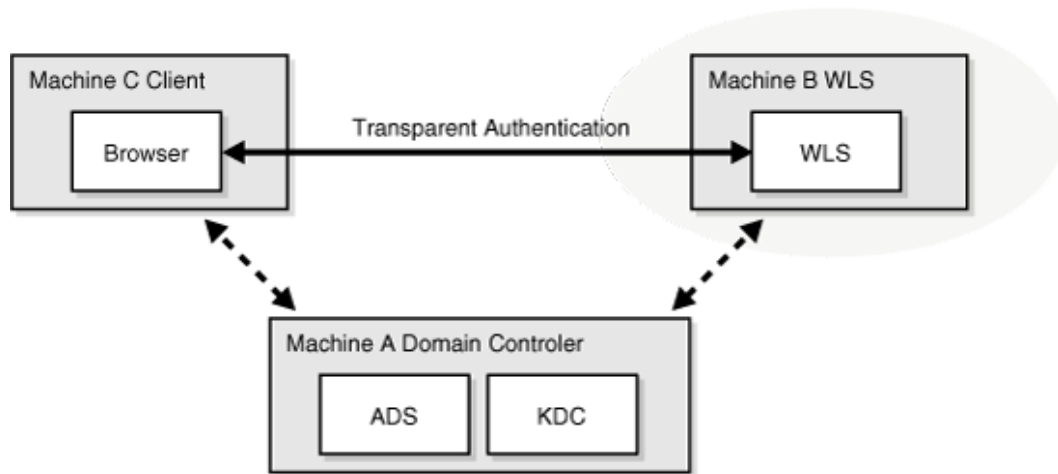 Machine C Client
Browser
Transparent Authentication
Machine B WLS
WLS
Machine A Domain Controler
ADS
KDC